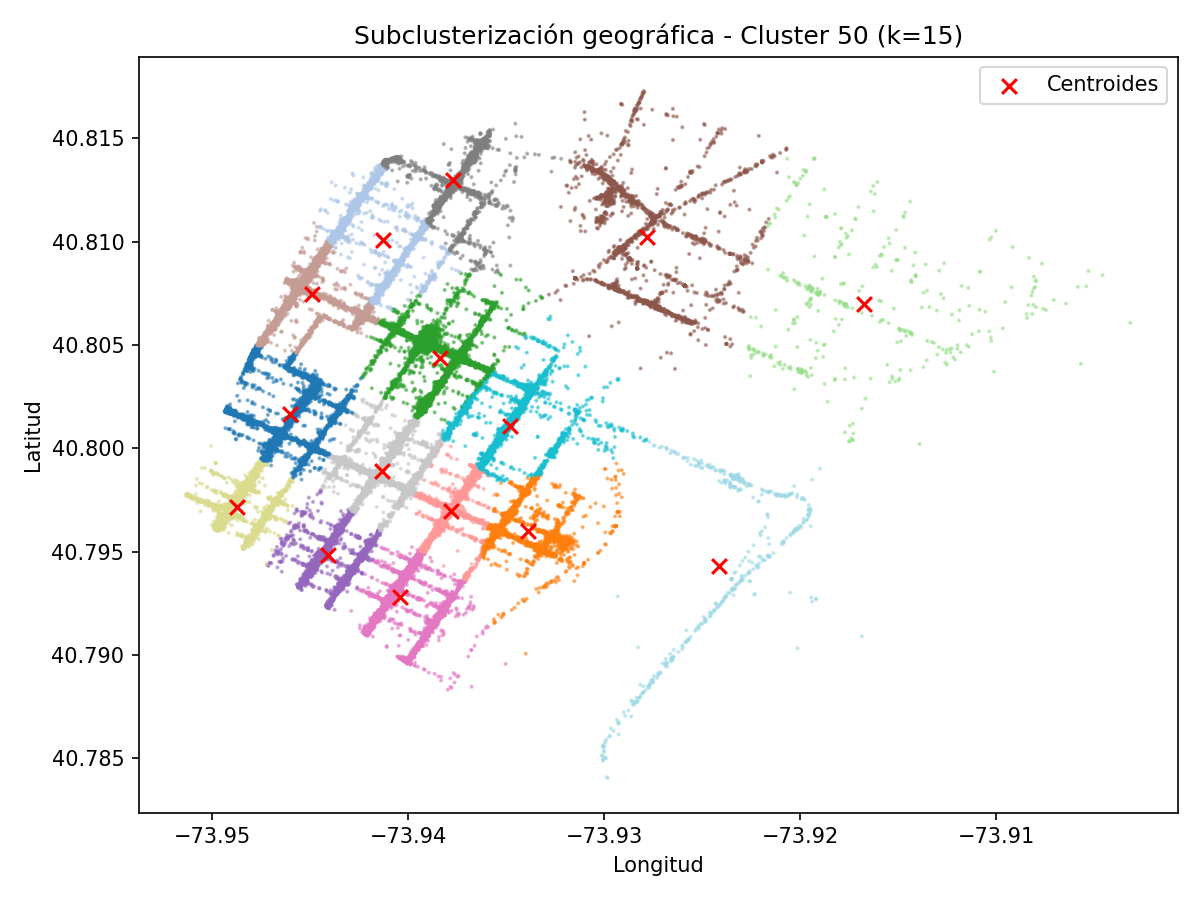 Subclusterización geográfica - Cluster 50 (k=15)
Centroides
40.815
40.810
40.805
40.800
40.795
40.790
40.785
Latitud
−73.95 −73.94 −73.93 −73.92 −73.91
Longitud